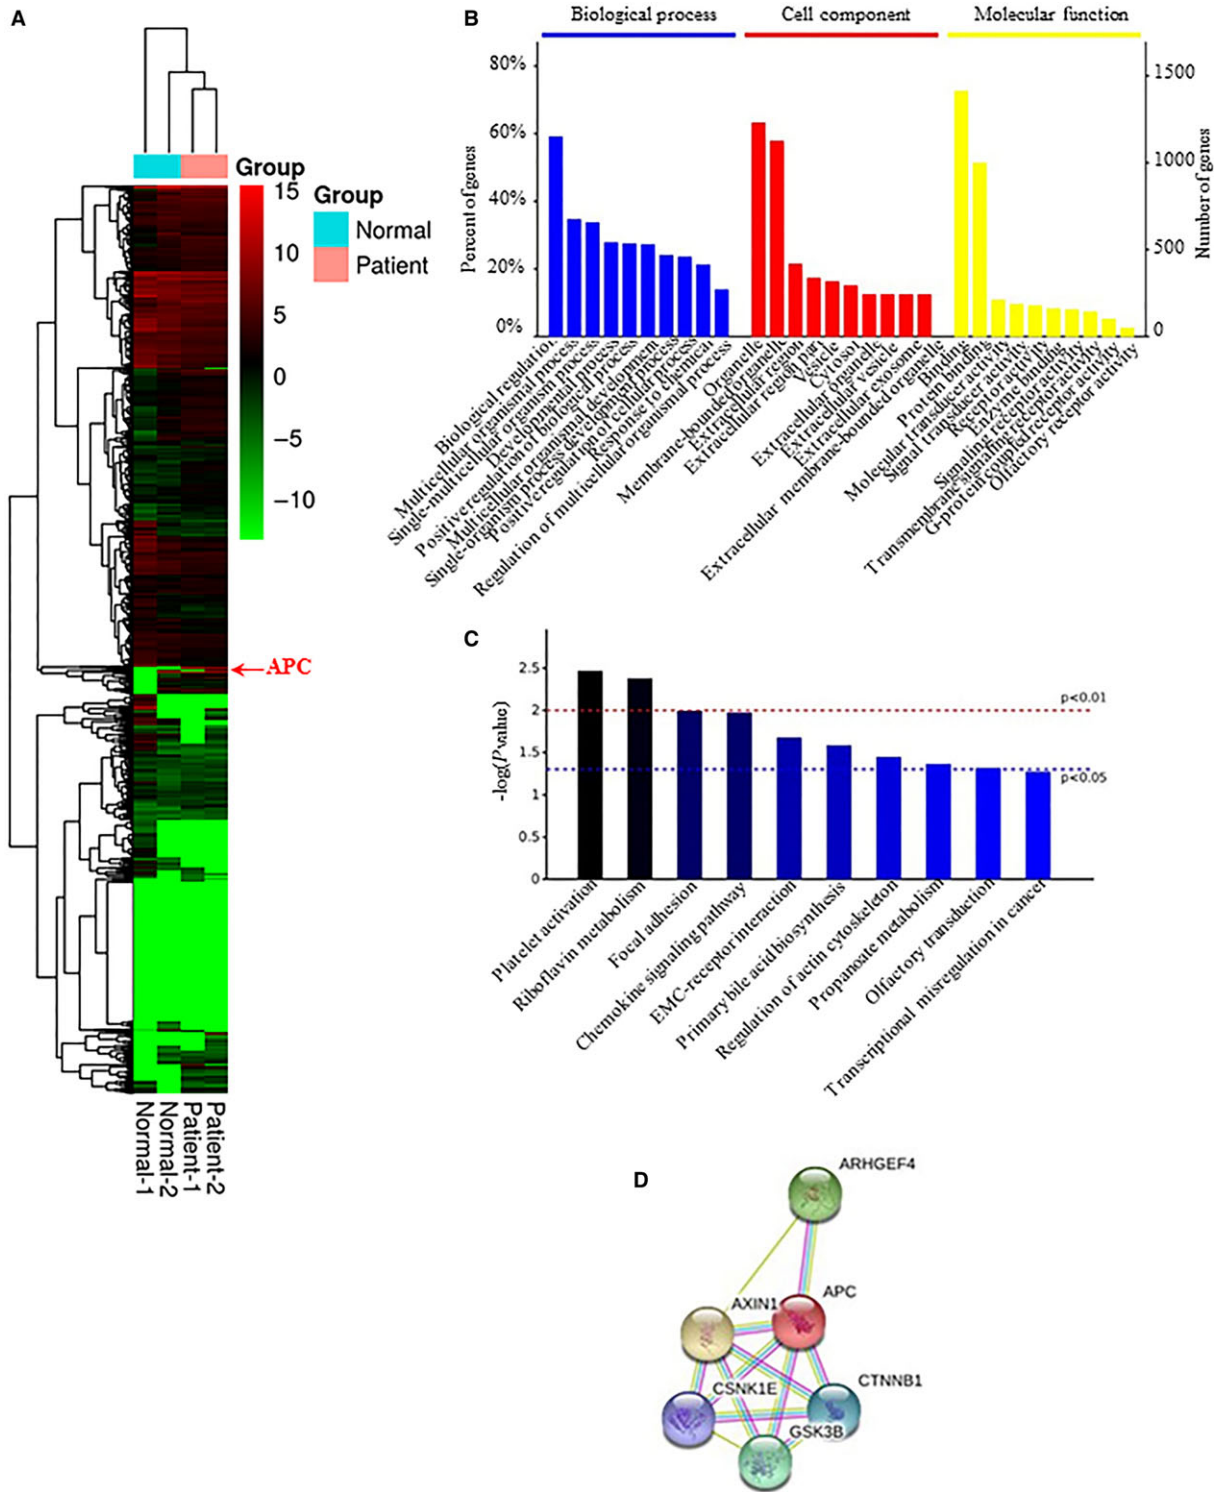 A
Group
15
10
5
0
−5
−10
Group
Normal
Patient
APC
Normal-1
Normal-2
Patient-1
Patient-2
B
Biological process
Cell component
Molecular function
Percent of genes
80%
60%
40%
20%
0%
Number of genes
1500
1000
500
0
Biological regulation
Multicellular organismal process
Single-multicellular organism process
Developmental process
Positive regulation of biological process
Multicellular organismal development
Single-organism process developmental process
Positive regulation of cellular process
Response to chemical
Regulation of multicellular organismal process
Organelle
Membrane-bounded organelle
Extracellular region
Extracellular region part
Vesicle
Cytosol
Extracellular organelle
Extracellular vesicle
Extracellular exosome
Extracellular membrane-bounded organelle
Binding
Protein binding
Molecular transducer activity
Signal transducer activity
Receptor activity
Enzyme binding
Signaling receptor activity
Transmembrane signaling receptor activity
G-protein coupled receptor activity
Olfactory receptor activity
C
-log(Pvalue)
2.5
2
1.5
1
0.5
0
p<0.01
p<0.05
Platelet activation
Riboflavin metabolism
Focal adhesion
Chemokine signaling pathway
EMC-receptor interaction
Primary bile acid biosynthesis
Regulation of actin cytoskeleton
Propanoate metabolism
Olfactory transduction
Transcriptional misregulation in cancer
D
ARHGEF4
APC
AXIN1
CTNNB1
CSNK1E
GSK3B